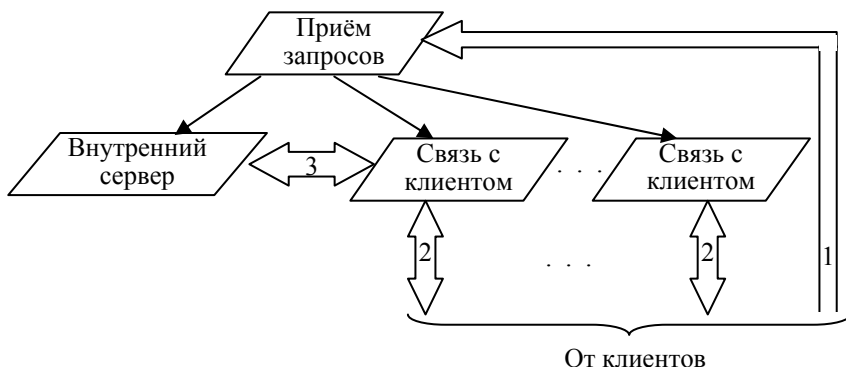 Приём
запросов
Внутренний
сервер
3
Связь с
клиентом
. . .
Связь с
клиентом
2
. . .
2
1
От клиентов